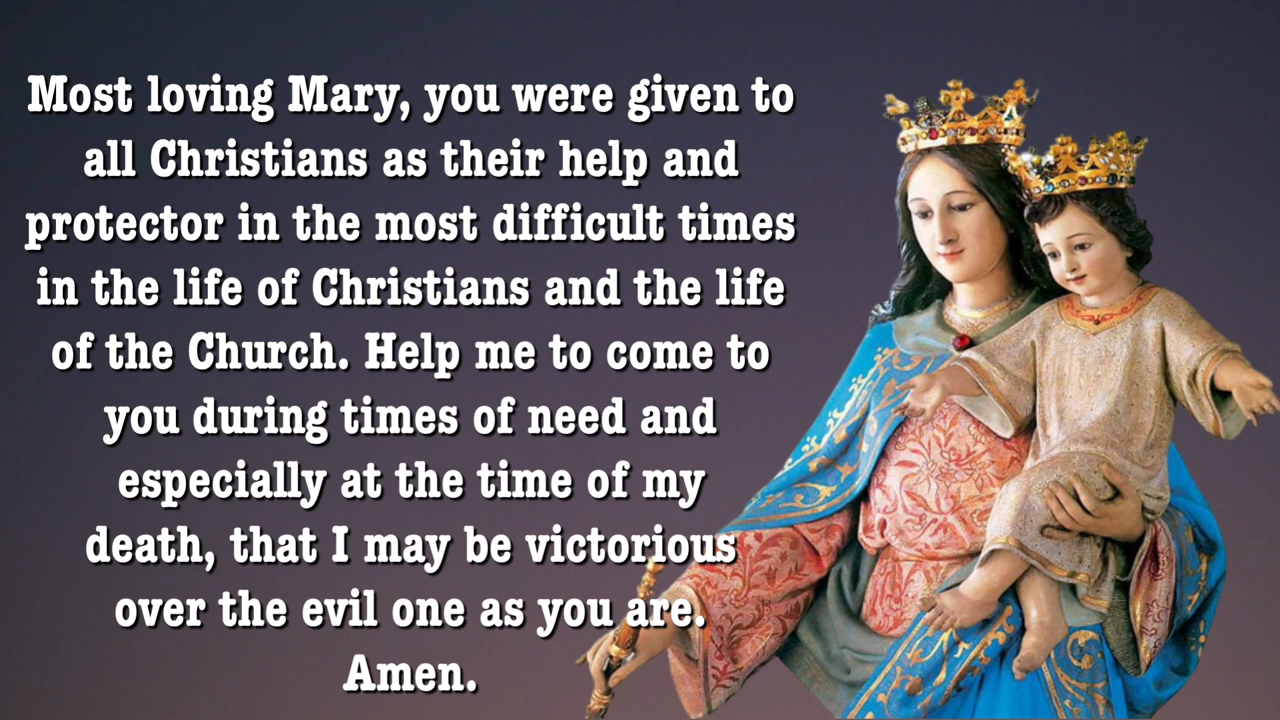 Most loving Mary, you were given to
all Christians as their help and
protector in the most difficult times
in the life of Christians and the life
of the Church. Help me to come to
you during times of need and
especially at the time of my
death, that I may be victorious
over the evil one as you are.
Amen.